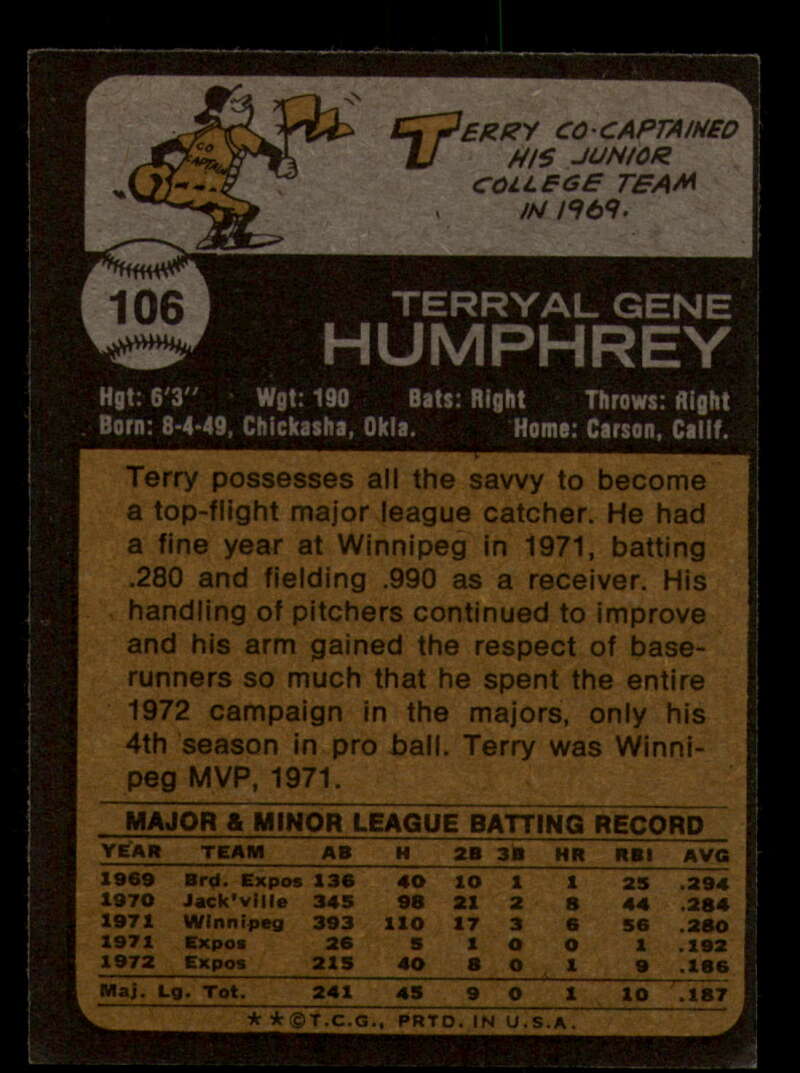 TERRY CO-CAPTAINED
HIS JUNIOR
COLLEGE TEAM
IN 1969.
CO
CAPTAIN
106
TERRYAL GENE
HUMPHREY
Hgt: 6'3" Wgt: 190 Bats: Right Throws: Right
Born: 8-4-49, Chickasha, Okla. Home: Carson, Calif.
Terry possesses all the savvy to become
a top-flight major league catcher. He had
a fine year at Winnipeg in 1971, batting
.280 and fielding .990 as a receiver. His
handling of pitchers continued to improve
and his arm gained the respect of base-
runners so much that he spent the entire
1972 campaign in the majors, only his
4th season in pro ball. Terry was Winni-
peg MVP, 1971.
MAJOR & MINOR LEAGUE BATTING RECORD
YEAR TEAM AB H 2B 3B HR RBI AVG
1969 Brd. Expos 136 40 10 1 1 25 .294
1970 Jack'ville 345 98 21 2 8 44 .284
1971 Winnipeg 393 110 17 3 6 56 .280
1971 Expos 26 5 1 0 0 1 .192
1972 Expos 215 40 8 0 1 9 .186
Maj. Lg. Tot. 241 45 9 0 1 10 .187
* * ©T.C.G., PRTD. IN U.S.A.